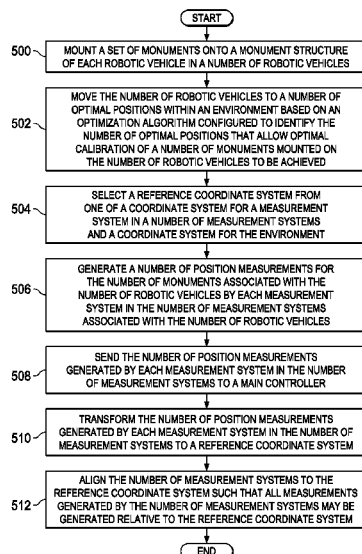 START
500
MOUNT A SET OF MONUMENTS ONTO A MONUMENT STRUCTURE
OF EACH ROBOTIC VEHICLE IN A NUMBER OF ROBOTIC VEHICLES
502
MOVE THE NUMBER OF ROBOTIC VEHICLES TO A NUMBER OF
OPTIMAL POSITIONS WITHIN AN ENVIRONMENT BASED ON AN
OPTIMIZATION ALGORITHM CONFIGURED TO IDENTIFY THE
NUMBER OF OPTIMAL POSITIONS THAT ALLOW OPTIMAL
CALIBRATION OF A NUMBER OF MONUMENTS MOUNTED ON
THE NUMBER OF ROBOTIC VEHICLES TO BE ACHIEVED
504
SELECT A REFERENCE COORDINATE SYSTEM FROM
ONE OF A COORDINATE SYSTEM FOR A MEASUREMENT
SYSTEM IN A NUMBER OF MEASUREMENT SYSTEMS
AND A COORDINATE SYSTEM FOR THE ENVIRONMENT
506
GENERATE A NUMBER OF POSITION MEASUREMENTS FOR
THE NUMBER OF MONUMENTS ASSOCIATED WITH THE
NUMBER OF ROBOTIC VEHICLES BY EACH MEASUREMENT
SYSTEM IN THE NUMBER OF MEASUREMENT SYSTEMS
ASSOCIATED WITH THE NUMBER OF ROBOTIC VEHICLES
508
SEND THE NUMBER OF POSITION MEASUREMENTS
GENERATED BY EACH MEASUREMENT SYSTEM IN THE NUMBER
OF MEASUREMENT SYSTEMS TO A MAIN CONTROLLER
510
TRANSFORM THE NUMBER OF POSITION MEASUREMENTS
GENERATED BY EACH MEASUREMENT SYSTEM IN THE NUMBER OF
MEASUREMENT SYSTEMS TO A REFERENCE COORDINATE SYSTEM
512
ALIGN THE NUMBER OF MEASUREMENT SYSTEMS TO THE
REFERENCE COORDINATE SYSTEM SUCH THAT ALL MEASUREMENTS
GENERATED BY THE NUMBER OF MEASUREMENT SYSTEMS MAY BE
GENERATED RELATIVE TO THE REFERENCE COORDINATE SYSTEM
END